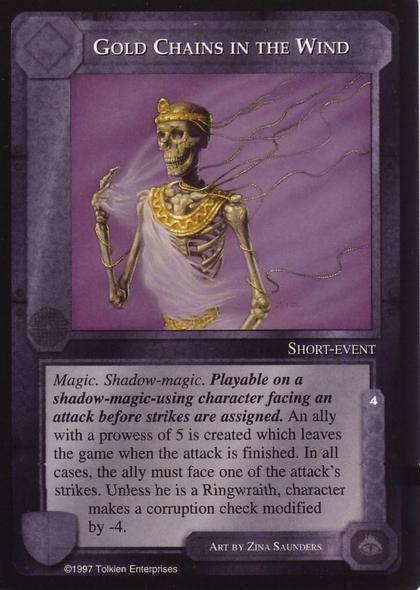 GOLD CHAINS IN THE WIND
SHORT-EVENT
Magic. Shadow-magic. Playable on a
shadow-magic-using character facing an
attack before strikes are assigned. An ally
with a prowess of 5 is created which leaves
the game when the attack is finished. In all
cases, the ally must face one of the attack's
strikes. Unless he is a Ringwraith, character
makes a corruption check modified
by -4.
4
ART BY ZINA SAUNDERS
©1997 Tolkien Enterprises